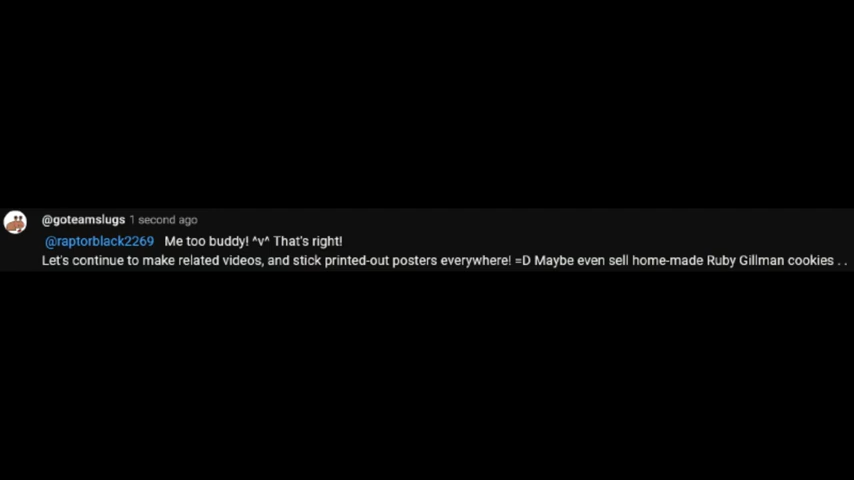 @goteamslugs 1 second ago
@raptorblack2269 Me too buddy! ^v^ That's right!
Let's continue to make related videos, and stick printed-out posters everywhere! =D Maybe even sell home-made Ruby Gillman cookies . .